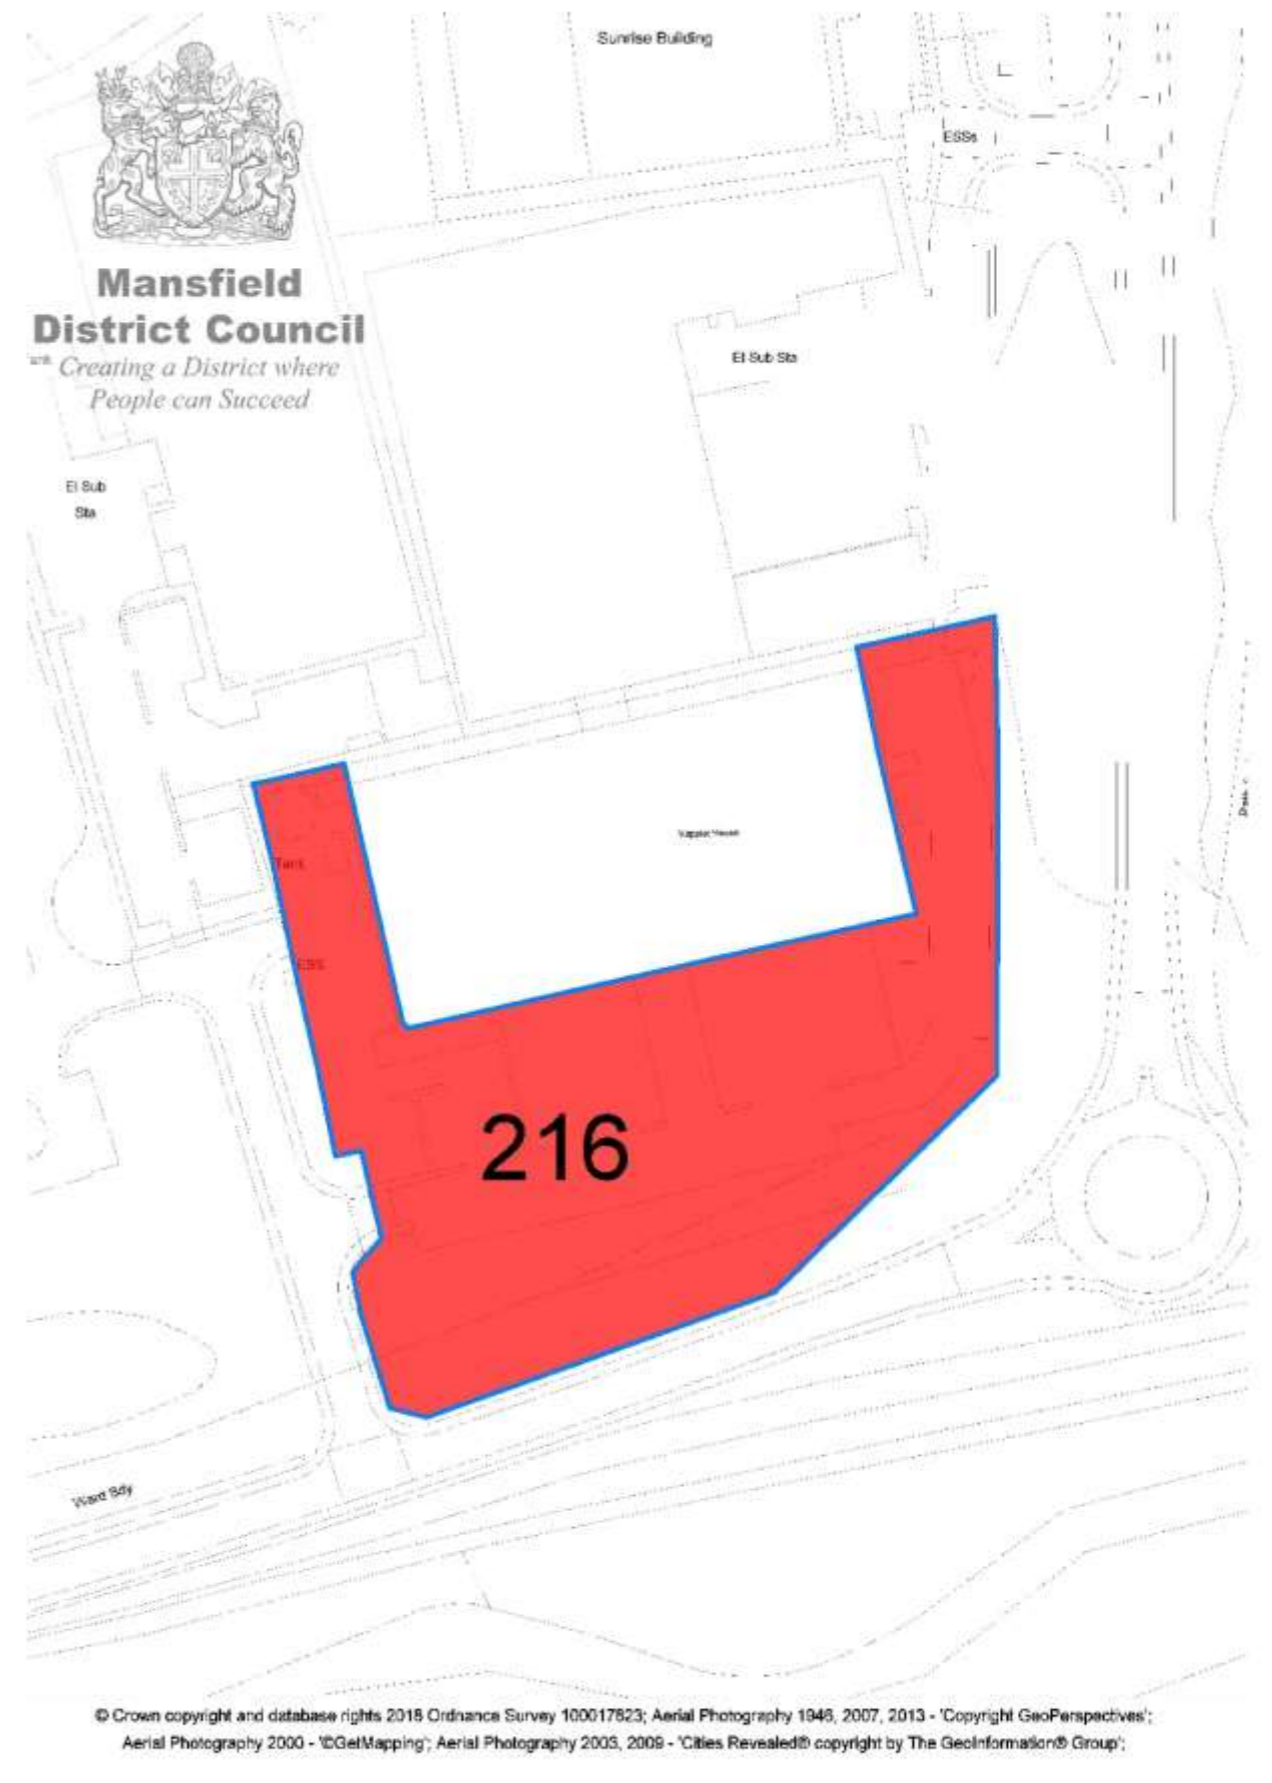 Sunrise Building
ESSs
Mansfield
District Council
Creating a District where
People can Succeed
El Sub Sta
El Sub
Sta
Tank
ESS
216
Ward Bdy
© Crown copyright and database rights 2018 Ordnance Survey 100017823; Aerial Photography 1946, 2007, 2013 - 'Copyright GeoPerspectives';
Aerial Photography 2000 - '©GetMapping'; Aerial Photography 2003, 2009 - 'Cities Revealed® copyright by The GeoInformation® Group';